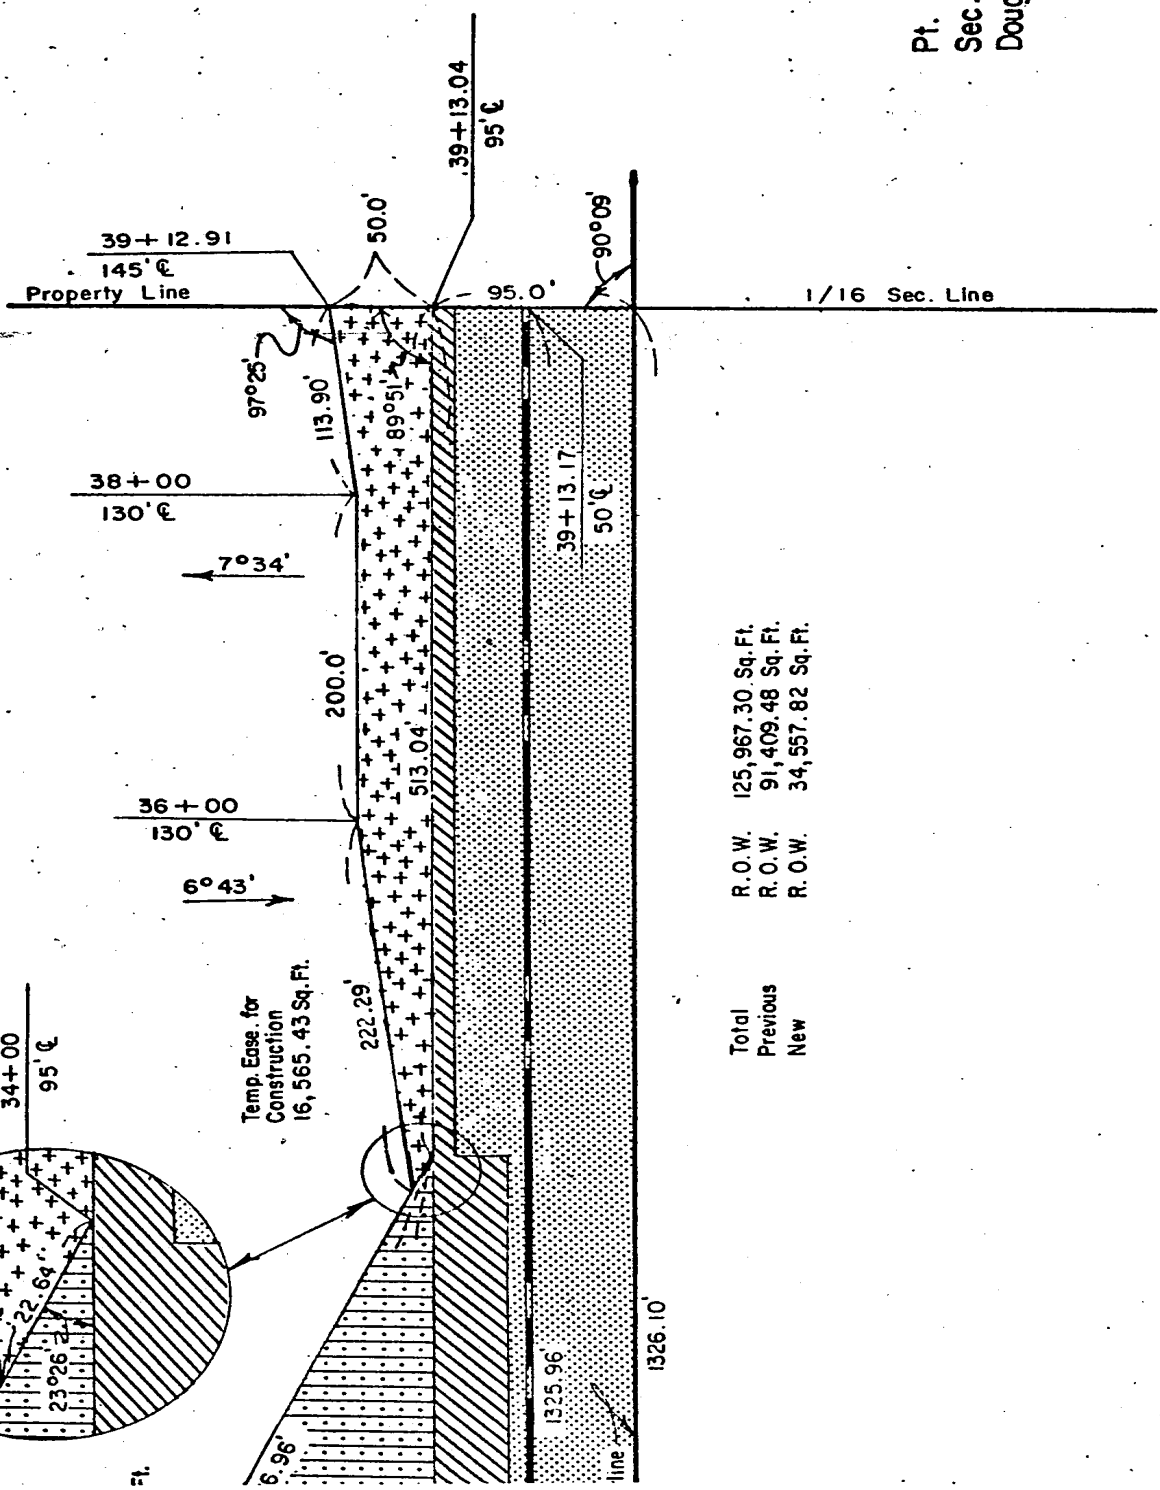 Pt.
Sec.
Doug
39+13.04
95' ℄
50.0'
39+12.91
145' ℄
Property Line
95.0'
90°09'
1/16 Sec. Line
97°25'
113.90'
89°51'
38+00
130' ℄
39+13.17
50' ℄
7°34'
200.0'
513.04'
36+00
130' ℄
6°43'
222.29'
Temp. Ease. for
Construction
16,565.43 Sq. Ft.
34+00
95' ℄
22.64'
23°26'
Total R.O.W. 125,967.30 Sq. Ft.
Previous R.O.W. 91,409.48 Sq. Ft.
New R.O.W. 34,557.82 Sq. Ft.
6.96'
1325.96'
1326.10'
line
Ft.